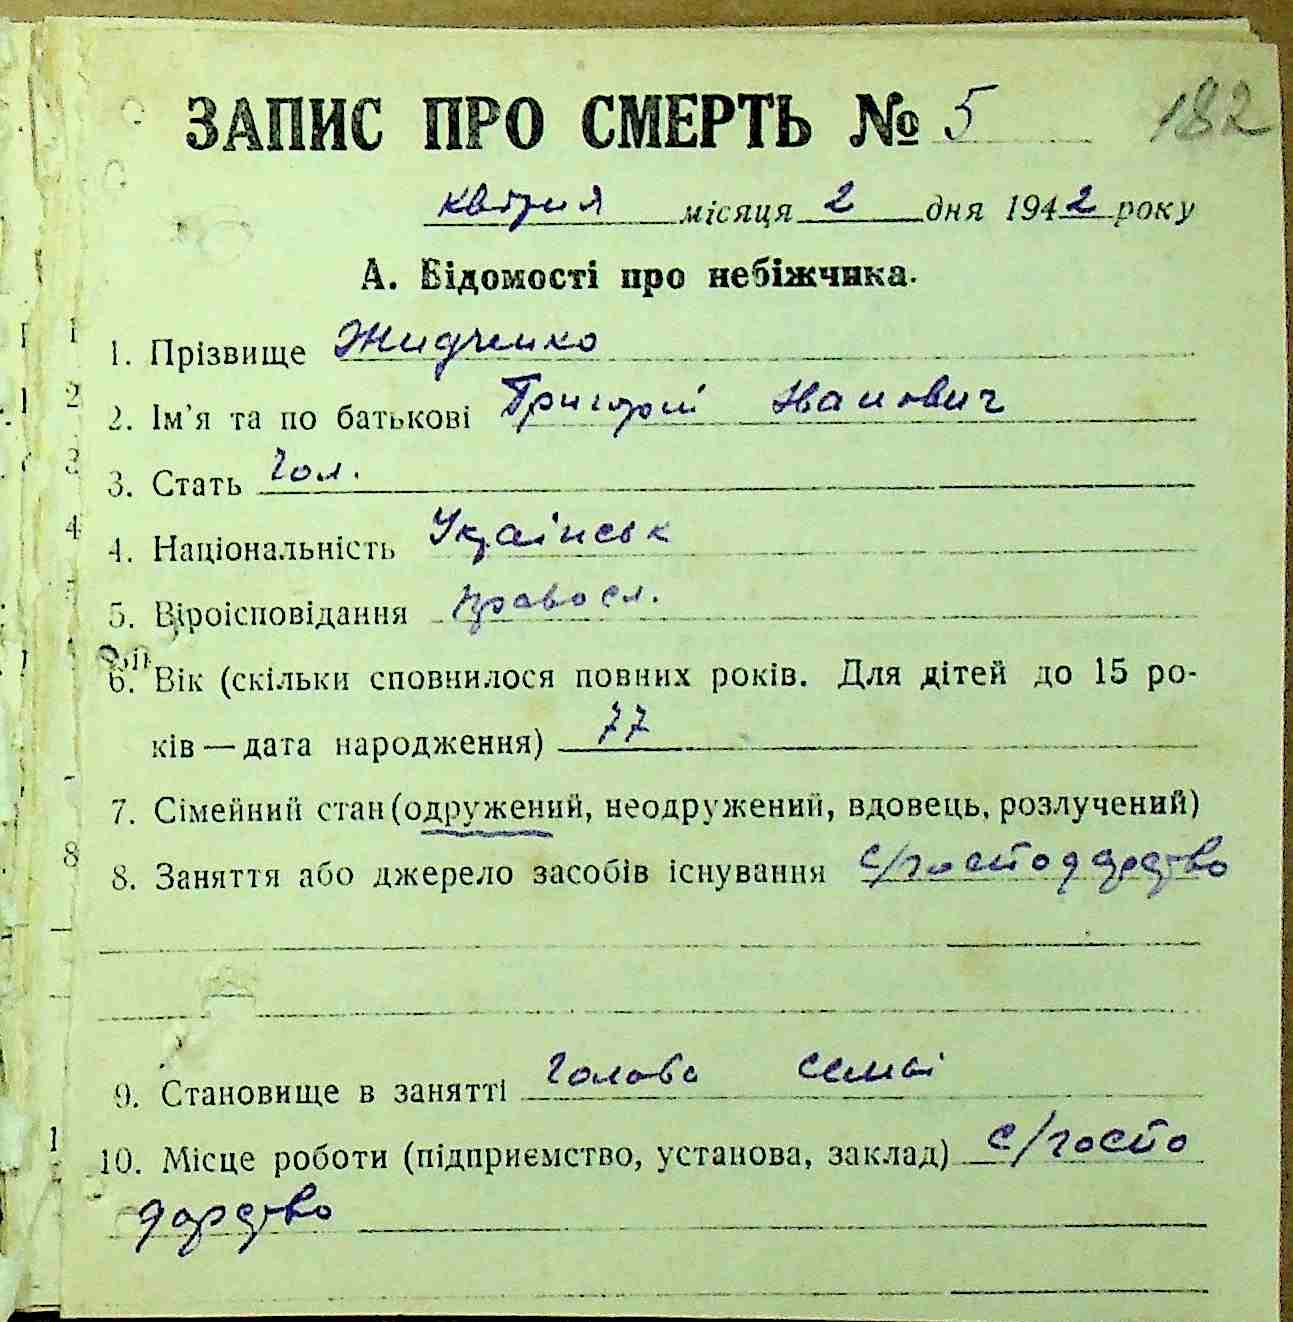 ЗАПИС ПРО СМЕРТЬ № 5
182
квітня місяця 2 дня 1942 року
А. Відомості про небіжчика.
1. Прізвище Жидченко
2. Ім'я та по батькові Григорій Иванович
3. Стать Чол.
4. Національність Українськ
5. Віроісповідання правосл.
6. Вік (скільки сповнилося повних років. Для дітей до 15 ро-
ків — дата народження) 77
7. Сімейний стан (одружений, неодружений, вдовець, розлучений)
8. Заняття або джерело засобів існування с/господарство
9. Становище в занятті голова семьі
10. Місце роботи (підприємство, установа, заклад) с/госпо
дарство